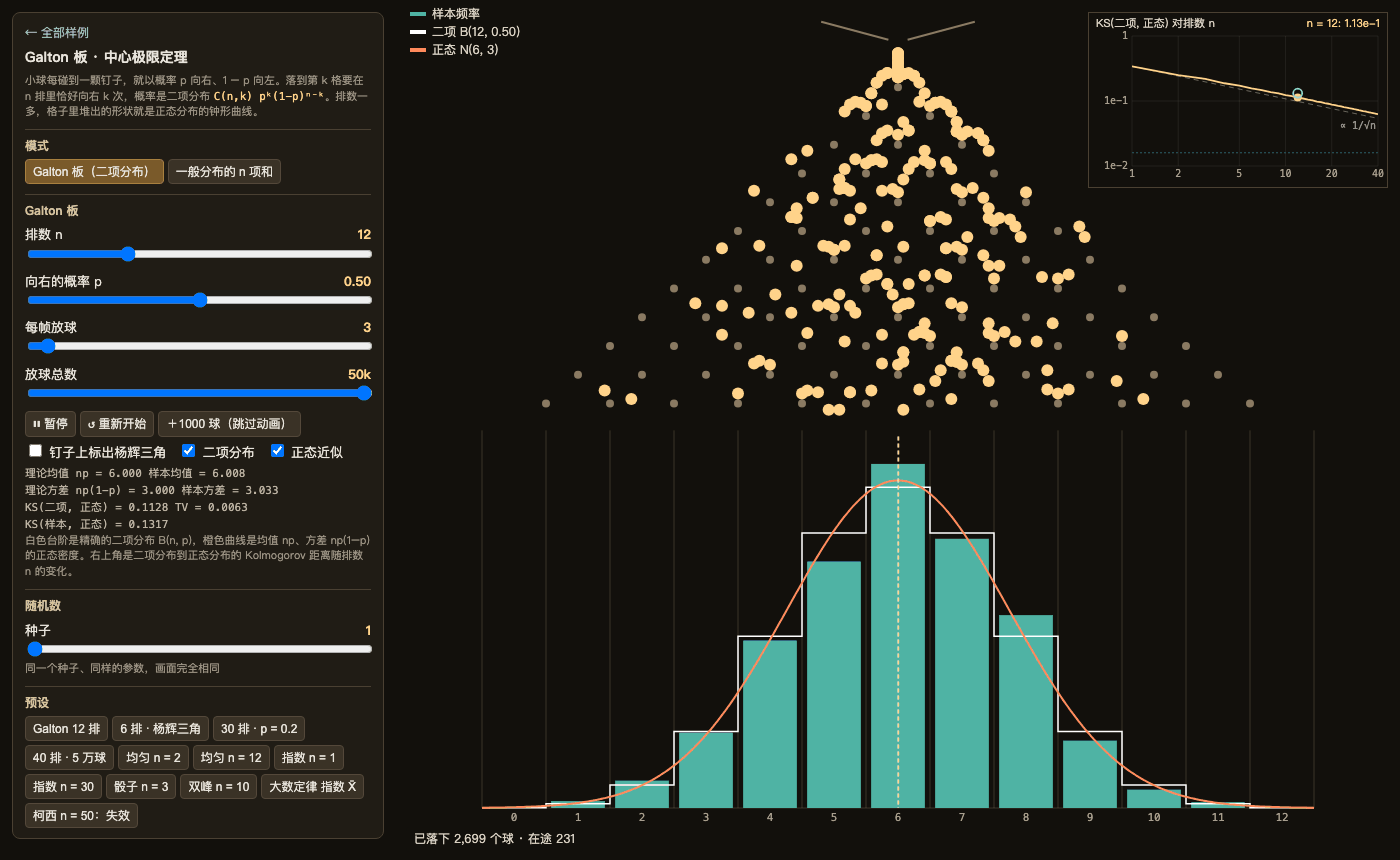 ← 全部样例
Galton 板 · 中心极限定理
小球每碰到一颗钉子，就以概率 p 向右、1 − p 向左。落到第 k 格要在
n 排里恰好向右 k 次，概率是二项分布 C(n,k) pᵏ(1−p)ⁿ⁻ᵏ。排数一
多，格子里堆出的形状就是正态分布的钟形曲线。
模式
Galton 板（二项分布）
一般分布的 n 项和
Galton 板
排数 n 12
向右的概率 p 0.50
每帧放球 3
放球总数 50k
⏸ 暂停
↺ 重新开始
＋1000 球（跳过动画）
钉子上标出杨辉三角
二项分布
正态近似
理论均值 np = 6.000 样本均值 = 6.008
理论方差 np(1−p) = 3.000 样本方差 = 3.033
KS(二项, 正态) = 0.1128 TV = 0.0063
KS(样本, 正态) = 0.1317
白色台阶是精确的二项分布 B(n, p)，橙色曲线是均值 np、方差 np(1−p)
的正态密度。右上角是二项分布到正态分布的 Kolmogorov 距离随排数
n 的变化。
随机数
种子 1
同一个种子、同样的参数，画面完全相同
预设
Galton 12 排
6 排 · 杨辉三角
30 排 · p = 0.2
40 排 · 5 万球
均匀 n = 2
均匀 n = 12
指数 n = 1
指数 n = 30
骰子 n = 3
双峰 n = 10
大数定律 指数 X̄
柯西 n = 50：失效
样本频率
二项 B(12, 0.50)
正态 N(6, 3)
KS(二项, 正态) 对排数 n
n = 12: 1.13e−1
1
1e−1
1e−2
∝ 1/√n
1 2 5 10 20 40
0 1 2 3 4 5 6 7 8 9 10 11 12
已落下 2,699 个球 · 在途 231